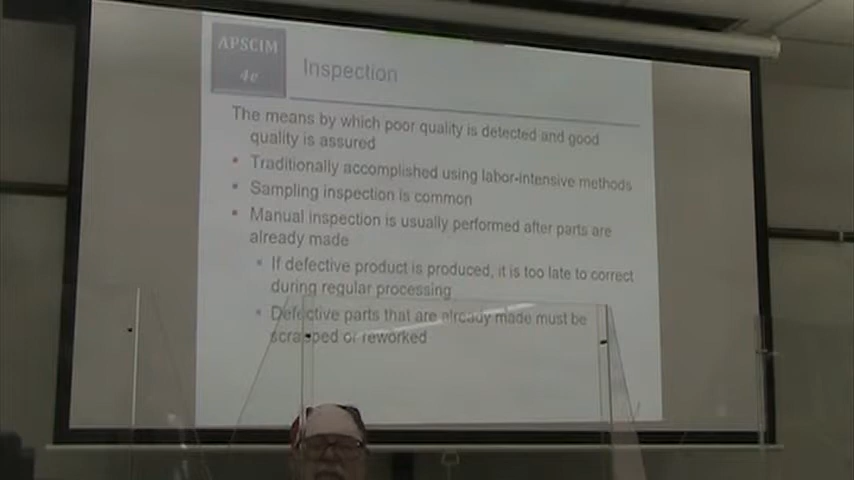 APSCIM
4e
Inspection
The means by which poor quality is detected and good
quality is assured
Traditionally accomplished using labor-intensive methods
Sampling inspection is common
Manual inspection is usually performed after parts are
already made
If defective product is produced, it is too late to correct
during regular processing
Defective parts that are already made must be
scrapped or reworked